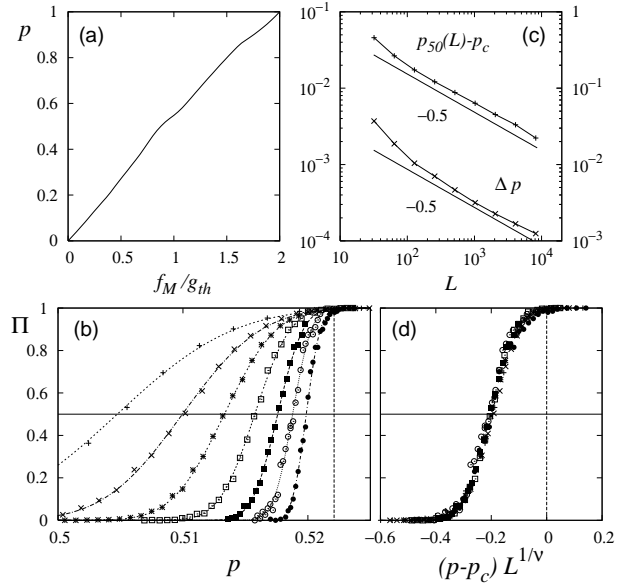 p
1
0.8
0.6
0.4
0.2
0
(a)
0 0.5 1 1.5 2
f_M/g_th
10^-1
10^-2
10^-3
10^-4
(c)
p_50(L)-p_c
−0.5
Δ p
−0.5
1
10^-1
10^-2
10^-3
10^1 10^2 10^3 10^4
L
Π
1
0.8
0.6
0.4
0.2
0
(b)
0.5 0.51 0.52
p
(d)
−0.6 −0.4 −0.2 0 0.2
(p-p_c) L^1/ν